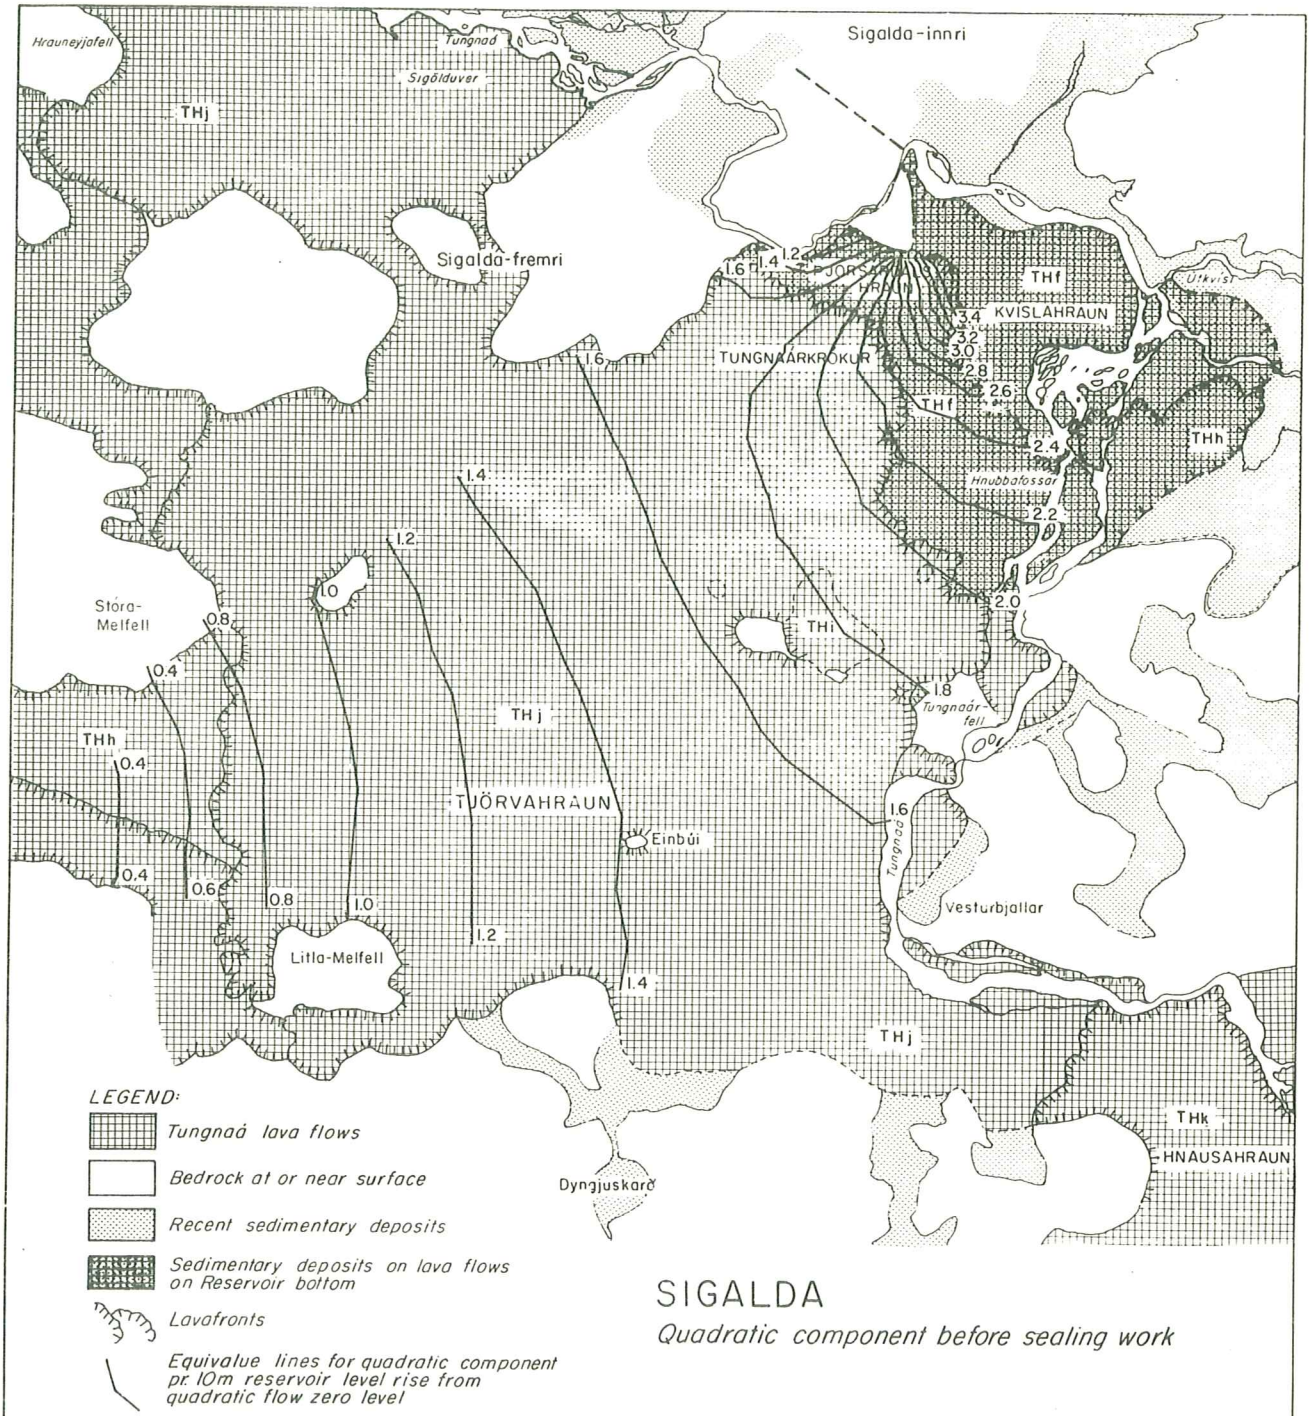 Hrauneyjafell
Tungnaá
Sigölduver
THj
Sigalda-innri
Sigalda-fremri
1.6
1.4
1.2
HRAUN
THf
Útkvísl
KVÍSLAHRAUN
3.4
3.2
3.0
2.8
2.6
2.4
2.2
2.0
TUNGNAÁRKRÓKUR
THf
THh
Hnubbafossar
1.6
1.4
1.2
1.0
0.8
Stóra-
Melfell
0.4
THh
0.4
THi
1.8
Tungnaár-
fell
THj
TJÖRVAHRAUN
Einbúi
1.6
Tungnaá
0.4
0.6
0.8
1.0
1.2
1.4
Litla-Melfell
Vesturbjallar
THj
THk
HNAUSAHRAUN
Dyngjuskarð
LEGEND:
Tungnaá lava flows
Bedrock at or near surface
Recent sedimentary deposits
Sedimentary deposits on lava flows
on Reservoir bottom
Lavafronts
Equivalue lines for quadratic component
pr. 10m reservoir level rise from
quadratic flow zero level
SIGALDA
Quadratic component before sealing work